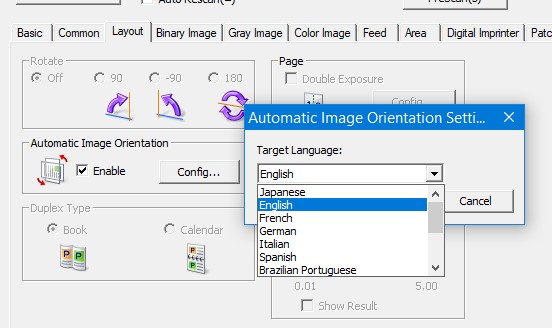 Auto Rescan(=)
Basic
Common
Layout
Binary Image
Gray Image
Color Image
Feed
Area
Digital Imprinter
Patc
Rotate
Off
90
-90
180
Page
Double Exposure
Config...
Automatic Image Orientation
Enable
Config...
Automatic Image Orientation Setti...
Target Language:
English
Cancel
Japanese
English
French
German
Italian
Spanish
Brazilian Portuguese
Duplex Type
Book
Calendar
0.01
5.00
Show Result